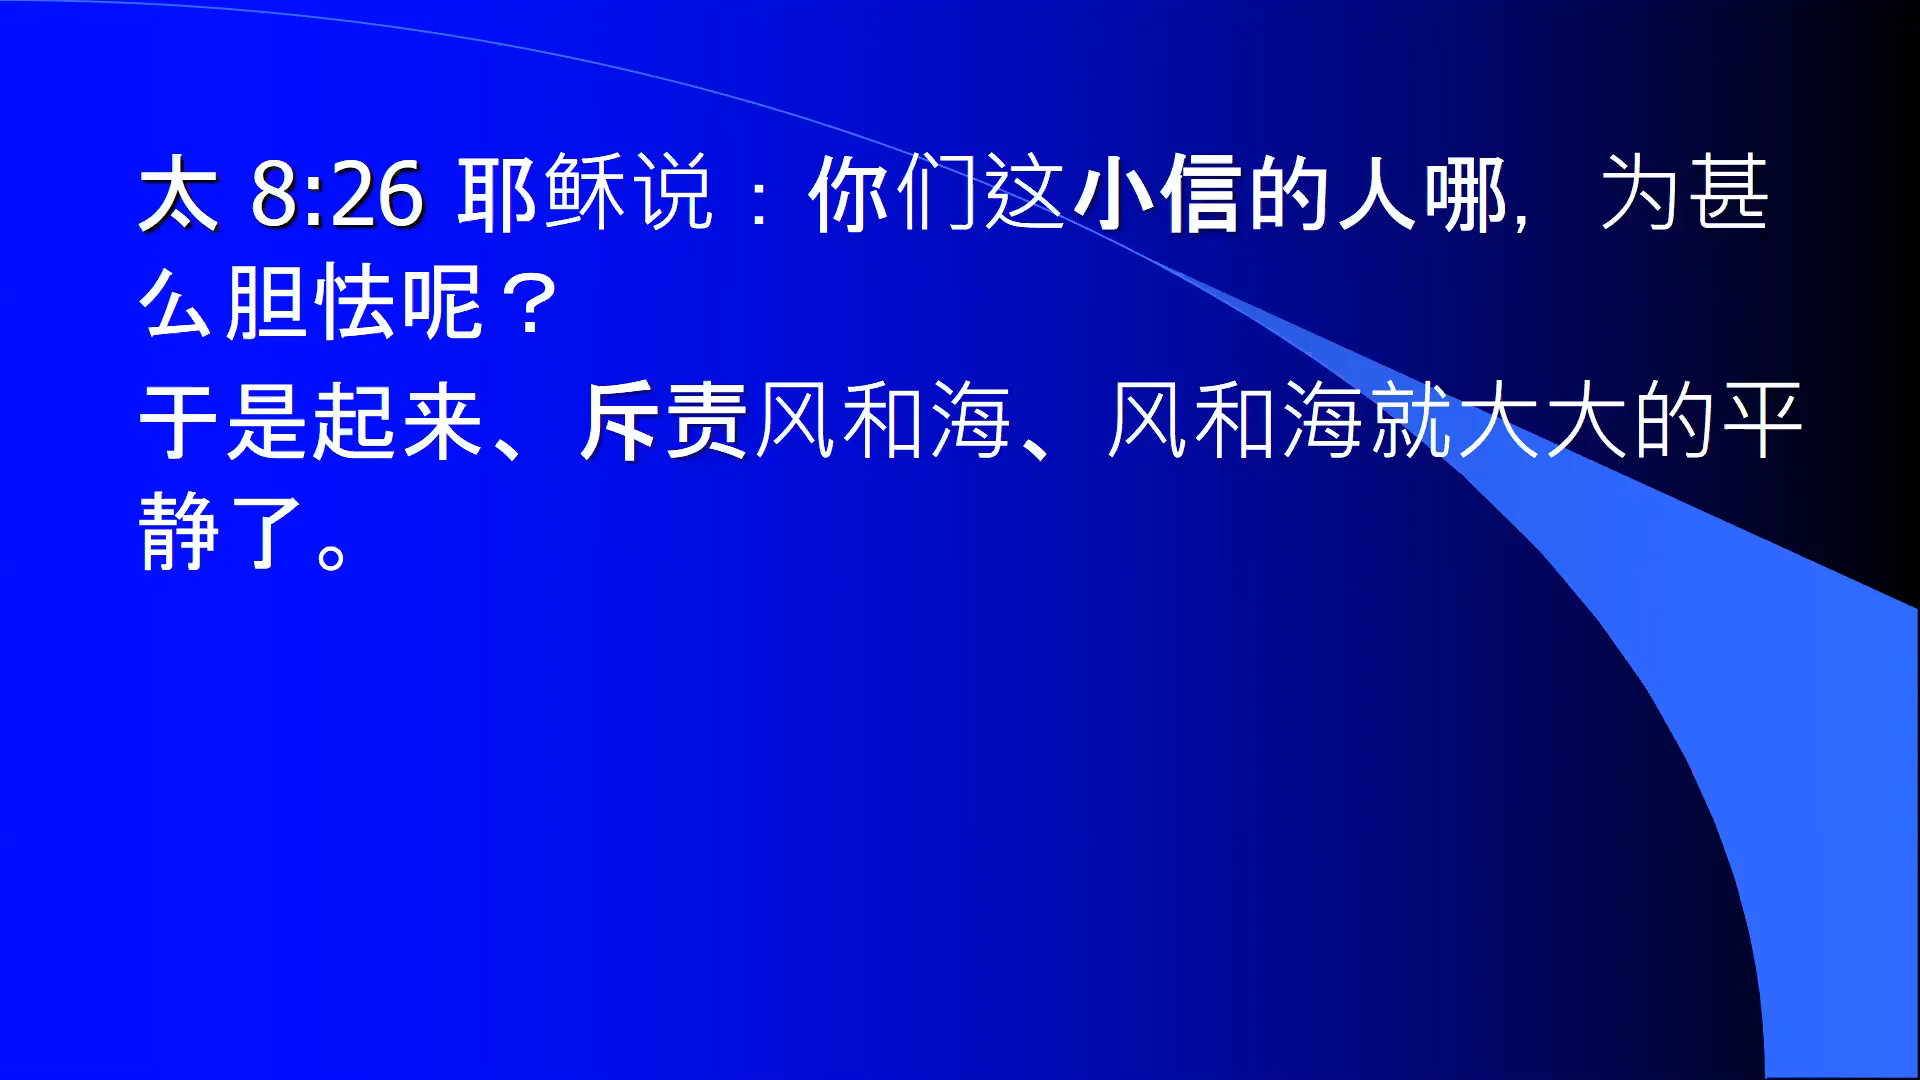 太 8:26 耶稣说：你们这小信的人哪, 为甚
么胆怯呢？
于是起来、斥责风和海、风和海就大大的平
静了。